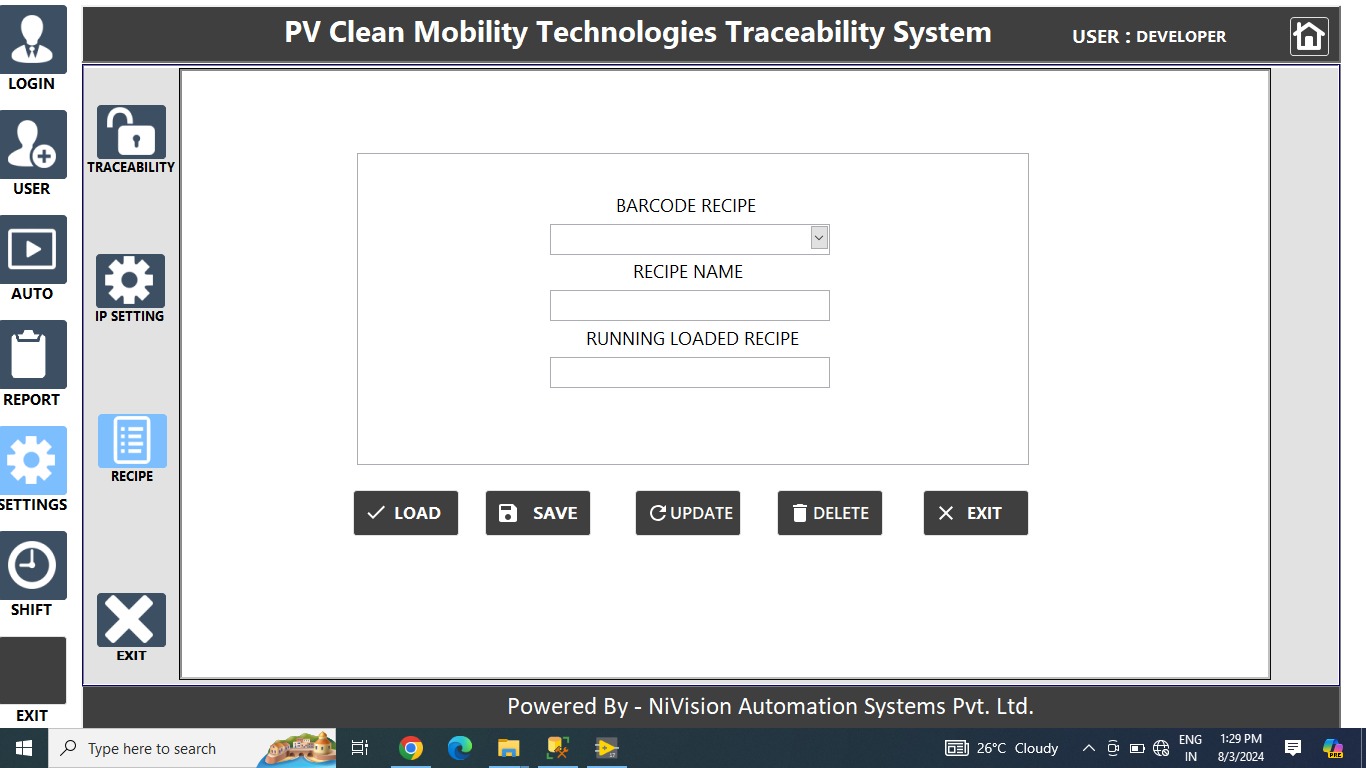 PV Clean Mobility Technologies Traceability System
USER : DEVELOPER
LOGIN
USER
AUTO
REPORT
SETTINGS
SHIFT
EXIT
TRACEABILITY
IP SETTING
RECIPE
EXIT
BARCODE RECIPE
RECIPE NAME
RUNNING LOADED RECIPE
LOAD
SAVE
UPDATE
DELETE
EXIT
Powered By - NiVision Automation Systems Pvt. Ltd.
Type here to search
26°C Cloudy
ENG
IN
1:29 PM
8/3/2024
PRE